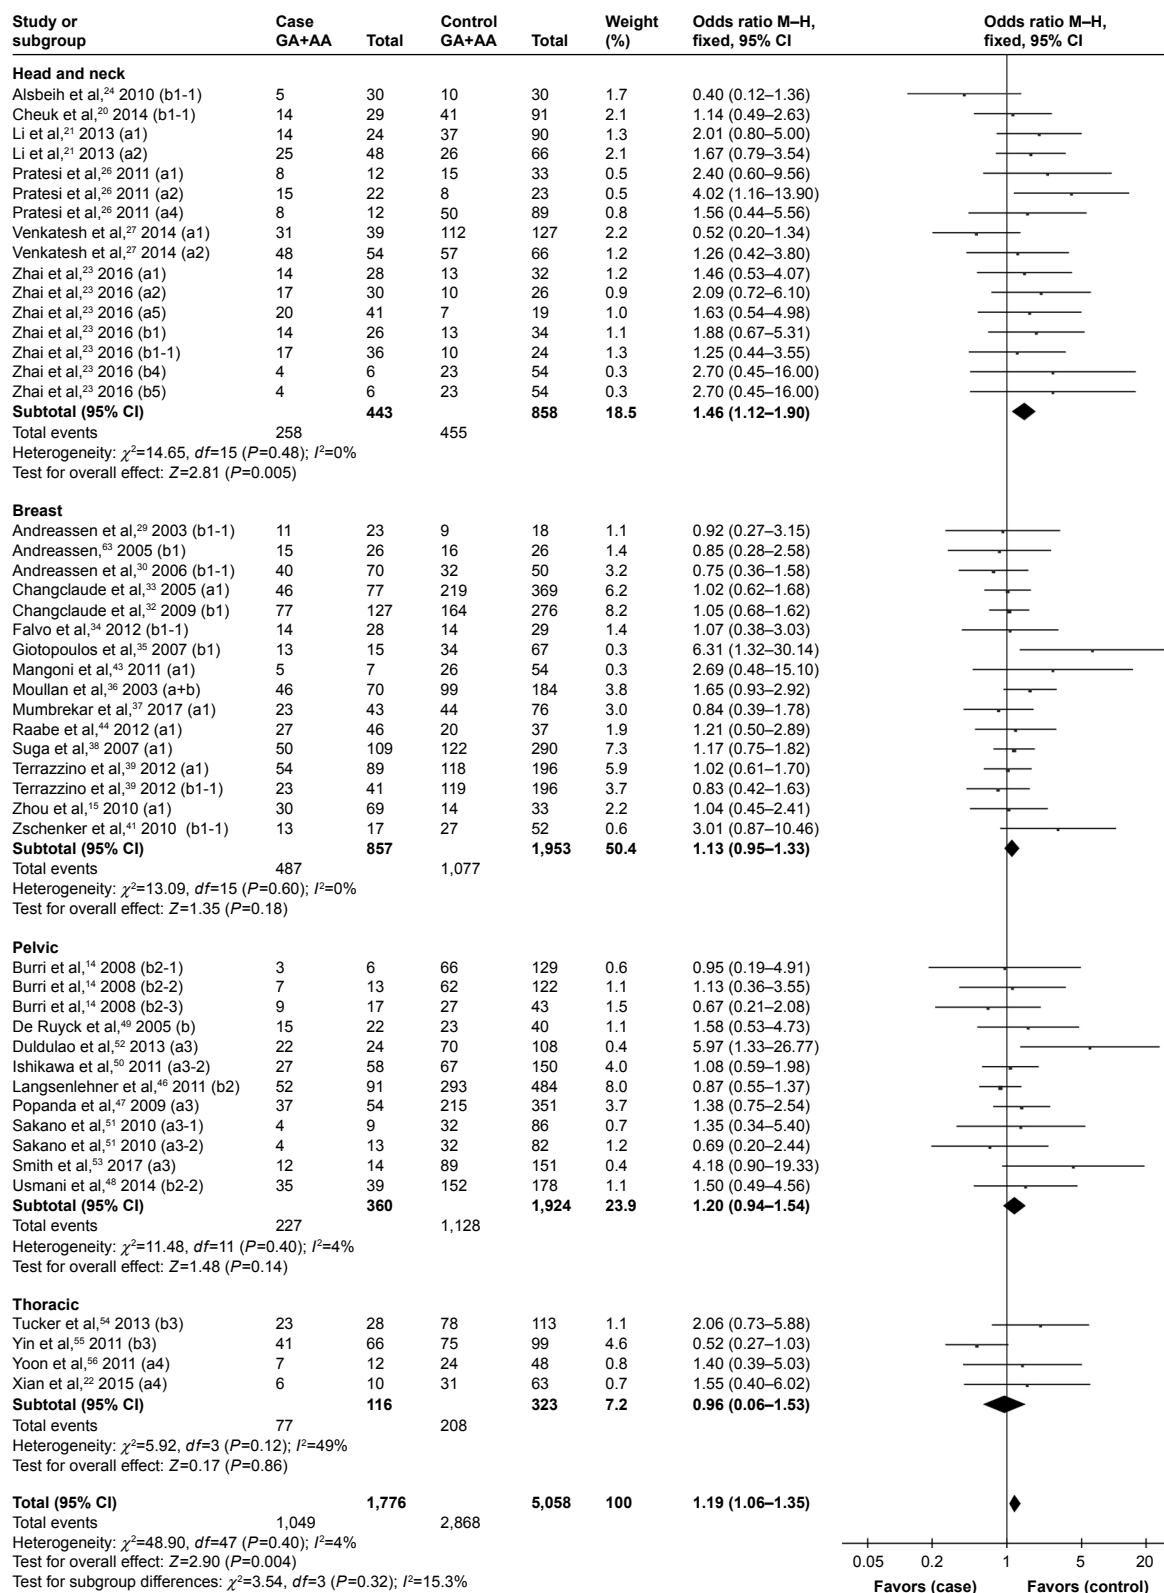 Study or subgroup Case GA+AA Total Control GA+AA Total Weight (%) Odds ratio M–H, fixed, 95% CI Odds ratio M–H, fixed, 95% CI
Head and neck
Alsbeih et al,24 2010 (b1-1) 5 30 10 30 1.7 0.40 (0.12–1.36)
Cheuk et al,20 2014 (b1-1) 14 29 41 91 2.1 1.14 (0.49–2.63)
Li et al,21 2013 (a1) 14 24 37 90 1.3 2.01 (0.80–5.00)
Li et al,21 2013 (a2) 25 48 26 66 2.1 1.67 (0.79–3.54)
Pratesi et al,26 2011 (a1) 8 12 15 33 0.5 2.40 (0.60–9.56)
Pratesi et al,26 2011 (a2) 15 22 8 23 0.5 4.02 (1.16–13.90)
Pratesi et al,26 2011 (a4) 8 12 50 89 0.8 1.56 (0.44–5.56)
Venkatesh et al,27 2014 (a1) 31 39 112 127 2.2 0.52 (0.20–1.34)
Venkatesh et al,27 2014 (a2) 48 54 57 66 1.2 1.26 (0.42–3.80)
Zhai et al,23 2016 (a1) 14 28 13 32 1.2 1.46 (0.53–4.07)
Zhai et al,23 2016 (a2) 17 30 10 26 0.9 2.09 (0.72–6.10)
Zhai et al,23 2016 (a5) 20 41 7 19 1.0 1.63 (0.54–4.98)
Zhai et al,23 2016 (b1) 14 26 13 34 1.1 1.88 (0.67–5.31)
Zhai et al,23 2016 (b1-1) 17 36 10 24 1.3 1.25 (0.44–3.55)
Zhai et al,23 2016 (b4) 4 6 23 54 0.3 2.70 (0.45–16.00)
Zhai et al,23 2016 (b5) 4 6 23 54 0.3 2.70 (0.45–16.00)
Subtotal (95% CI) 443 858 18.5 1.46 (1.12–1.90)
Total events 258 455
Heterogeneity: χ2=14.65, df=15 (P=0.48); I2=0%
Test for overall effect: Z=2.81 (P=0.005)
Breast
Andreassen et al,29 2003 (b1-1) 11 23 9 18 1.1 0.92 (0.27–3.15)
Andreassen,63 2005 (b1) 15 26 16 26 1.4 0.85 (0.28–2.58)
Andreassen et al,30 2006 (b1-1) 40 70 32 50 3.2 0.75 (0.36–1.58)
Changclaude et al,33 2005 (a1) 46 77 219 369 6.2 1.02 (0.62–1.68)
Changclaude et al,32 2009 (b1) 77 127 164 276 8.2 1.05 (0.68–1.62)
Falvo et al,34 2012 (b1-1) 14 28 14 29 1.4 1.07 (0.38–3.03)
Giotopoulos et al,35 2007 (b1) 13 15 34 67 0.3 6.31 (1.32–30.14)
Mangoni et al,43 2011 (a1) 5 7 26 54 0.3 2.69 (0.48–15.10)
Moullan et al,36 2003 (a+b) 46 70 99 184 3.8 1.65 (0.93–2.92)
Mumbrekar et al,37 2017 (a1) 23 43 44 76 3.0 0.84 (0.39–1.78)
Raabe et al,44 2012 (a1) 27 46 20 37 1.9 1.21 (0.50–2.89)
Suga et al,38 2007 (a1) 50 109 122 290 7.3 1.17 (0.75–1.82)
Terrazzino et al,39 2012 (a1) 54 89 118 196 5.9 1.02 (0.61–1.70)
Terrazzino et al,39 2012 (b1-1) 23 41 119 196 3.7 0.83 (0.42–1.63)
Zhou et al,15 2010 (a1) 30 69 14 33 2.2 1.04 (0.45–2.41)
Zschenker et al,41 2010 (b1-1) 13 17 27 52 0.6 3.01 (0.87–10.46)
Subtotal (95% CI) 857 1,953 50.4 1.13 (0.95–1.33)
Total events 487 1,077
Heterogeneity: χ2=13.09, df=15 (P=0.60); I2=0%
Test for overall effect: Z=1.35 (P=0.18)
Pelvic
Burri et al,14 2008 (b2-1) 3 6 66 129 0.6 0.95 (0.19–4.91)
Burri et al,14 2008 (b2-2) 7 13 62 122 1.1 1.13 (0.36–3.55)
Burri et al,14 2008 (b2-3) 9 17 27 43 1.5 0.67 (0.21–2.08)
De Ruyck et al,49 2005 (b) 15 22 23 40 1.1 1.58 (0.53–4.73)
Duldulao et al,52 2013 (a3) 22 24 70 108 0.4 5.97 (1.33–26.77)
Ishikawa et al,50 2011 (a3-2) 27 58 67 150 4.0 1.08 (0.59–1.98)
Langsenlehner et al,46 2011 (b2) 52 91 293 484 8.0 0.87 (0.55–1.37)
Popanda et al,47 2009 (a3) 37 54 215 351 3.7 1.38 (0.75–2.54)
Sakano et al,51 2010 (a3-1) 4 9 32 86 0.7 1.35 (0.34–5.40)
Sakano et al,51 2010 (a3-2) 4 13 32 82 1.2 0.69 (0.20–2.44)
Smith et al,53 2017 (a3) 12 14 89 151 0.4 4.18 (0.90–19.33)
Usmani et al,48 2014 (b2-2) 35 39 152 178 1.1 1.50 (0.49–4.56)
Subtotal (95% CI) 360 1,924 23.9 1.20 (0.94–1.54)
Total events 227 1,128
Heterogeneity: χ2=11.48, df=11 (P=0.40); I2=4%
Test for overall effect: Z=1.48 (P=0.14)
Thoracic
Tucker et al,54 2013 (b3) 23 28 78 113 1.1 2.06 (0.73–5.88)
Yin et al,55 2011 (b3) 41 66 75 99 4.6 0.52 (0.27–1.03)
Yoon et al,56 2011 (a4) 7 12 24 48 0.8 1.40 (0.39–5.03)
Xian et al,22 2015 (a4) 6 10 31 63 0.7 1.55 (0.40–6.02)
Subtotal (95% CI) 116 323 7.2 0.96 (0.06–1.53)
Total events 77 208
Heterogeneity: χ2=5.92, df=3 (P=0.12); I2=49%
Test for overall effect: Z=0.17 (P=0.86)
Total (95% CI) 1,776 5,058 100 1.19 (1.06–1.35)
Total events 1,049 2,868
Heterogeneity: χ2=48.90, df=47 (P=0.40); I2=4%
Test for overall effect: Z=2.90 (P=0.004)
Test for subgroup differences: χ2=3.54, df=3 (P=0.32); I2=15.3%
0.05 0.2 1 5 20
Favors (case) Favors (control)